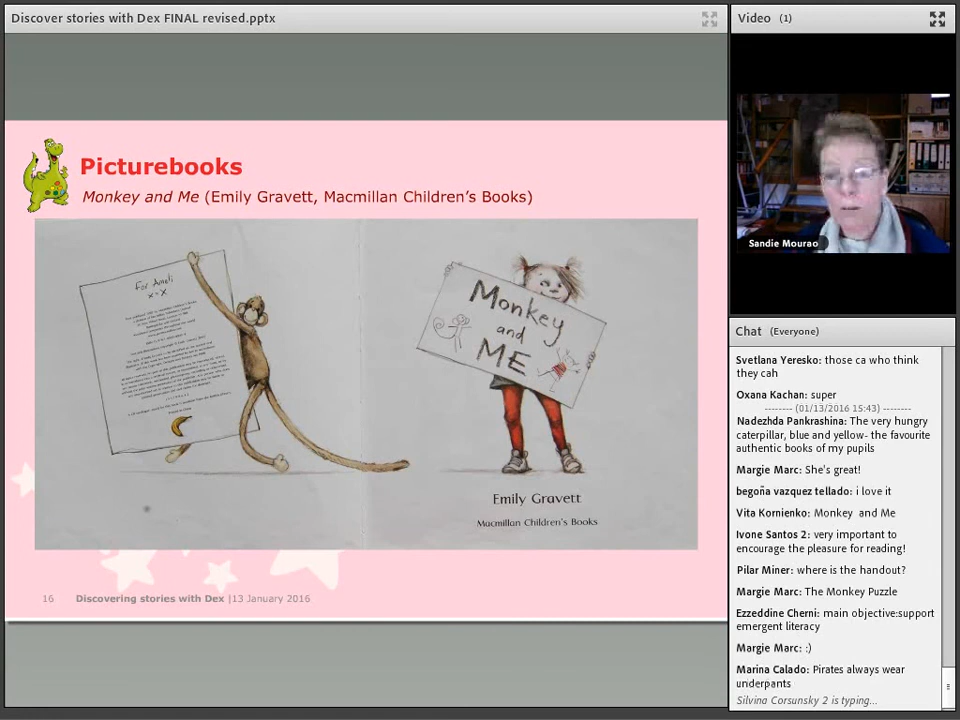 Discover stories with Dex FINAL revised.pptx
Picturebooks
Monkey and Me (Emily Gravett, Macmillan Children's Books)
For Ameli
x - x
Monkey
and
ME
Emily Gravett
Macmillan Children's Books
16 Discovering stories with Dex |13 January 2016
Video (1)
Sandie Mourao
Chat (Everyone)
Svetlana Yeresko: those ca who think
they cah
Oxana Kachan: super
-------- (01/13/2016 15:43) --------
Nadezhda Pankrashina: The very hungry
caterpillar, blue and yellow- the favourite
authentic books of my pupils
Margie Marc: She's great!
begoña vazquez tellado: i love it
Vita Kornienko: Monkey and Me
Ivone Santos 2: very important to
encourage the pleasure for reading!
Pilar Miner: where is the handout?
Margie Marc: The Monkey Puzzle
Ezzeddine Cherni: main objective:support
emergent literacy
Margie Marc: :)
Marina Calado: Pirates always wear
underpants
Silvina Corsunsky 2 is typing...